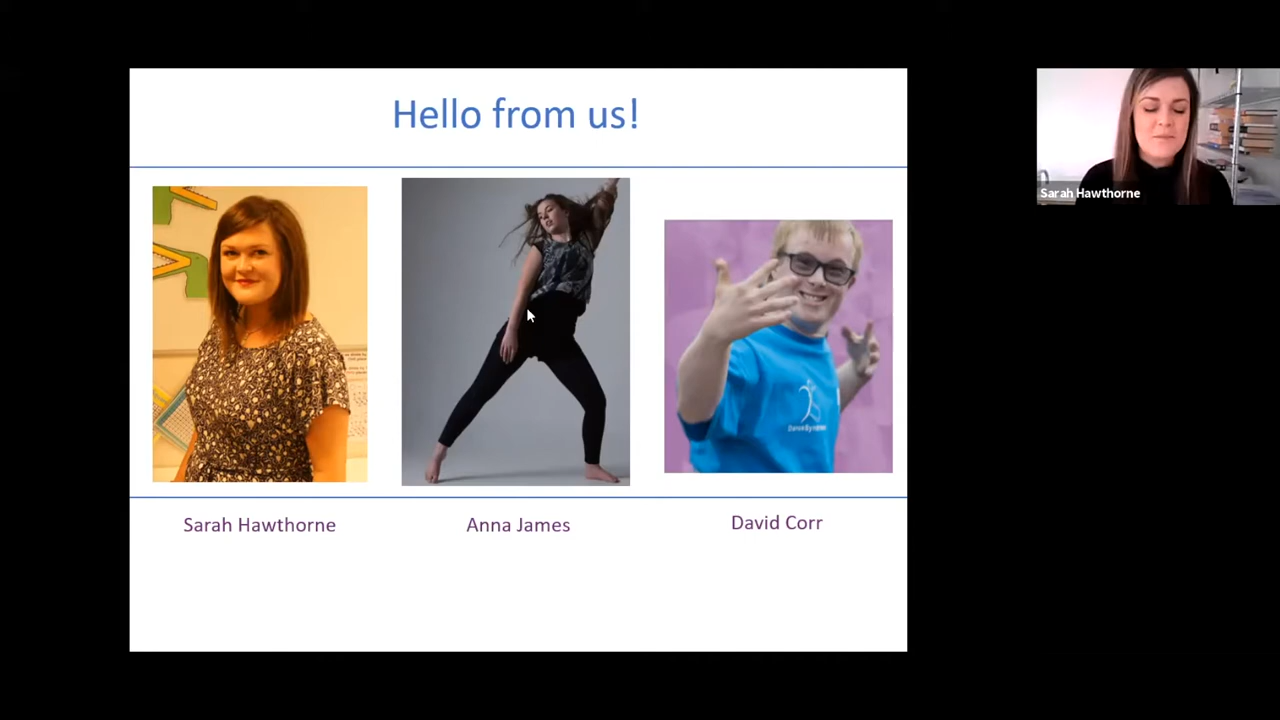 Hello from us!
Sarah Hawthorne
Sarah Hawthorne
Anna James
David Corr